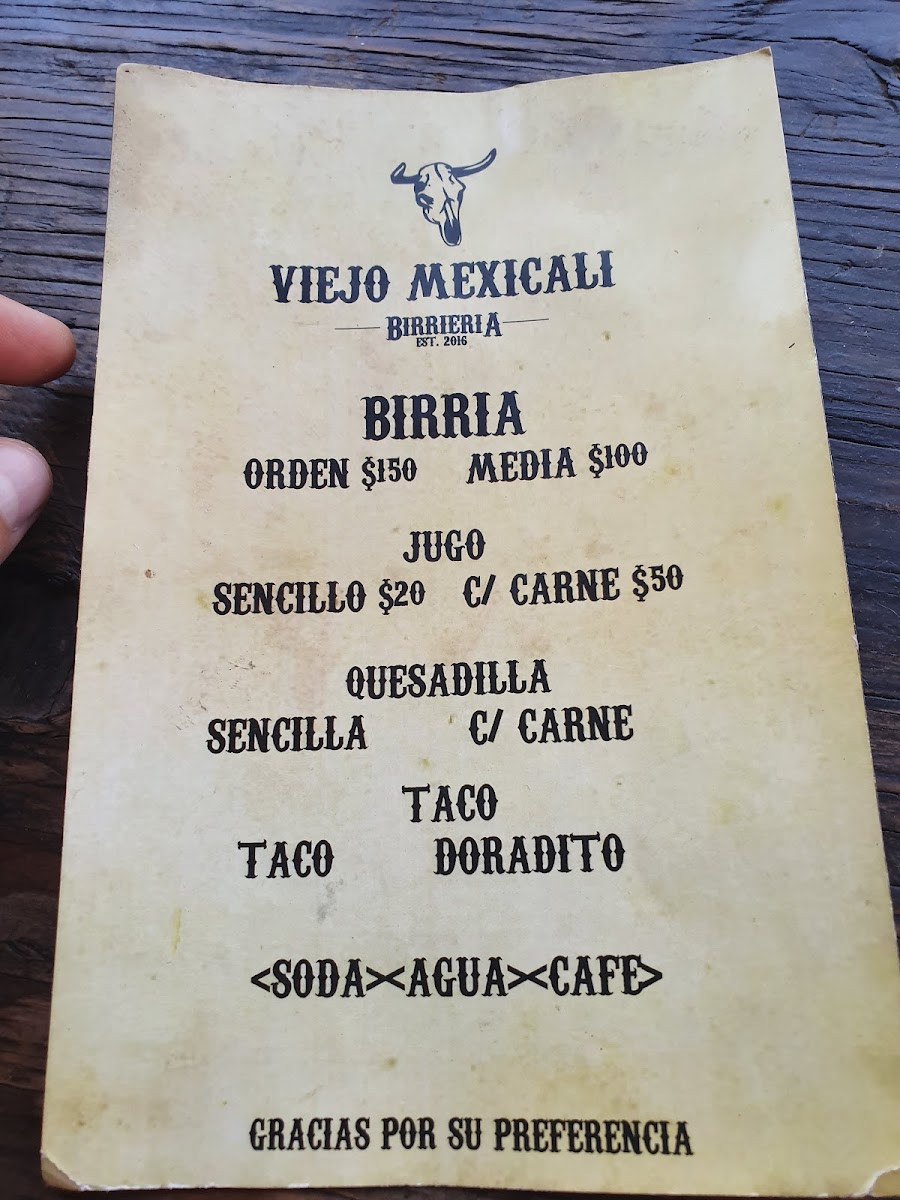 VIEJO MEXICALI
BIRRIERIA
EST. 2016
BIRRIA
ORDEN $150 MEDIA $100
JUGO
SENCILLO $20 C/ CARNE $50
QUESADILLA
SENCILLA C/ CARNE
TACO
TACO DORADITO
<SODA><AGUA><CAFE>
GRACIAS POR SU PREFERENCIA